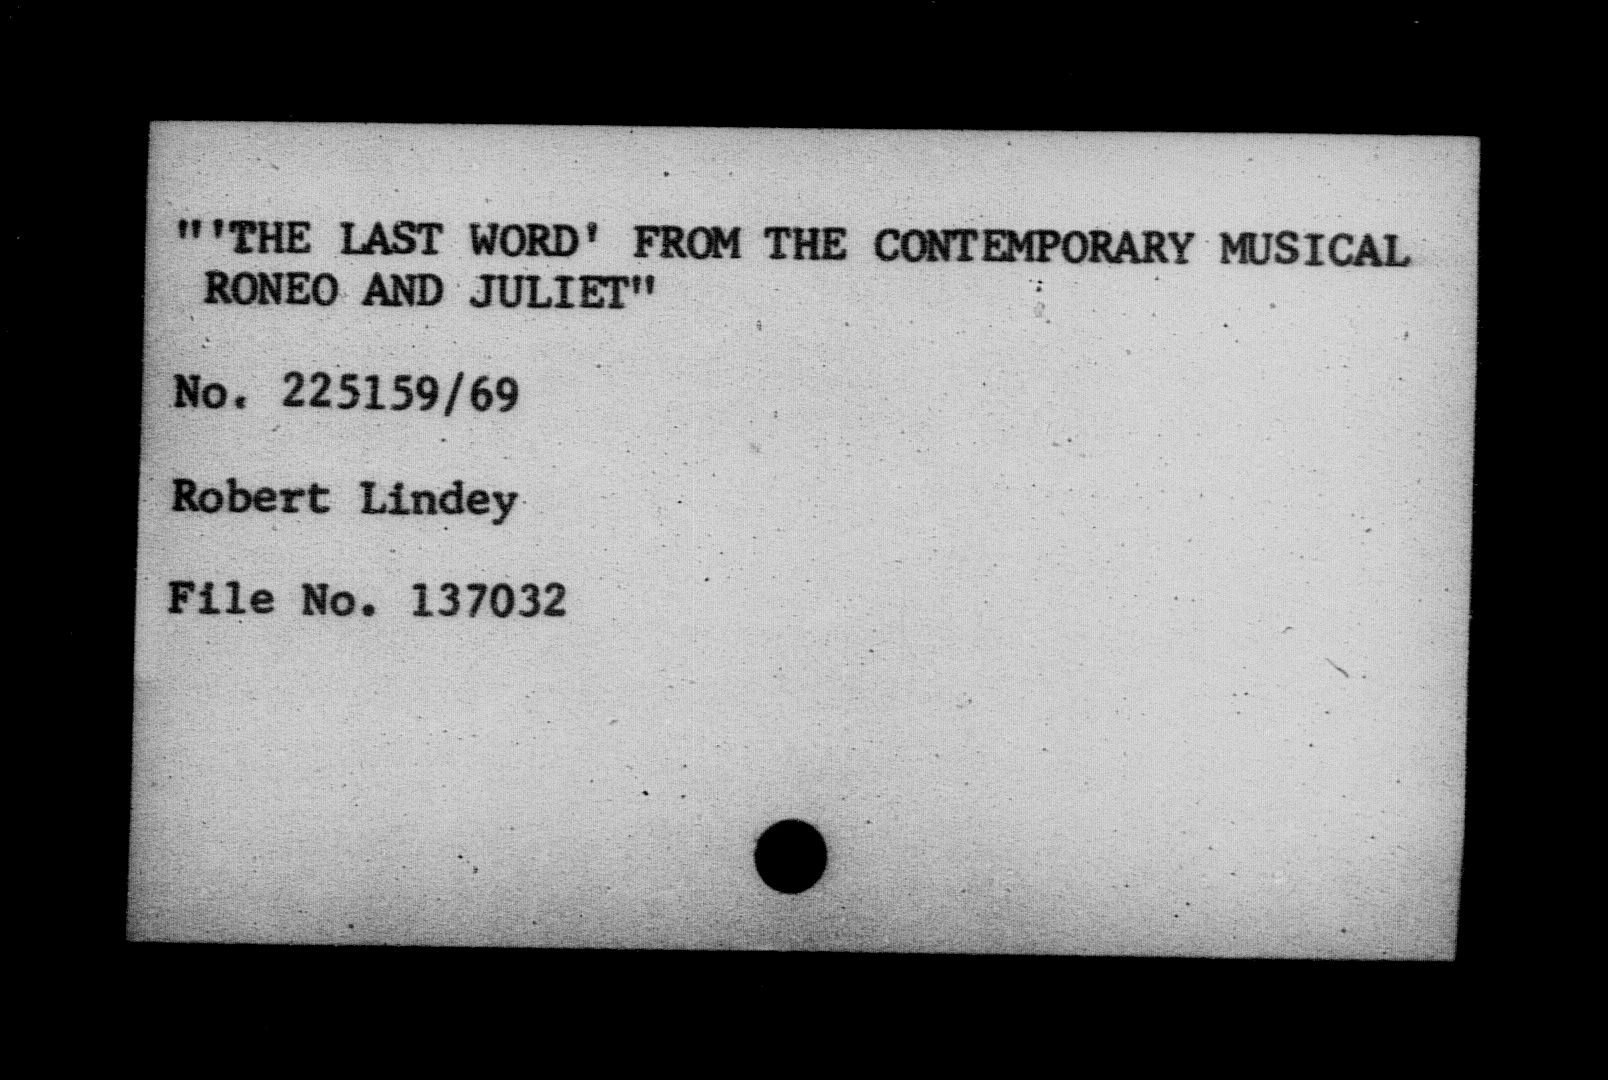 "'THE LAST WORD' FROM THE CONTEMPORARY MUSICAL
RONEO AND JULIET"
No. 225159/69
Robert Lindey
File No. 137032